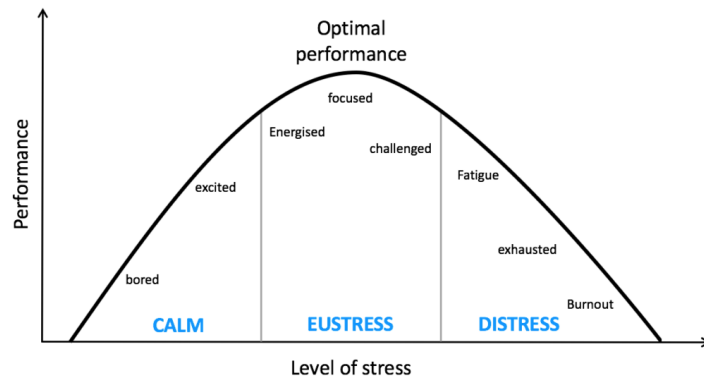 Optimal
performance
focused
Energised
challenged
excited
Fatigue
exhausted
bored
Burnout
CALM
EUSTRESS
DISTRESS
Performance
Level of stress